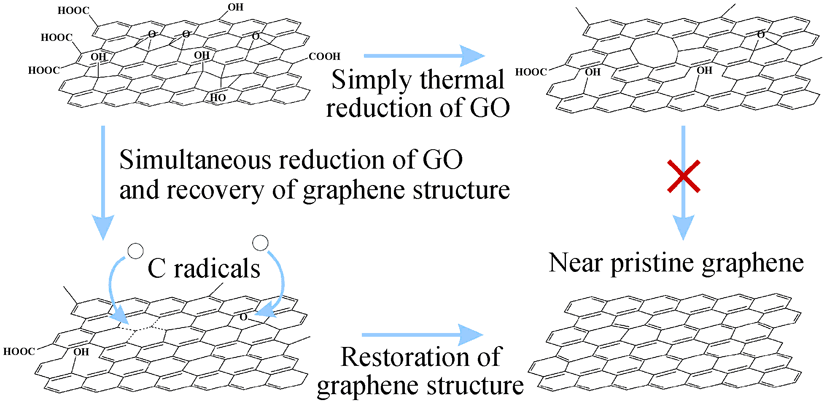 HOOC
OH
HOOC
O
O
O
HOOC
OH
OH
COOH
HOOC
HO
Simply thermal
reduction of GO
O
HOOC
OH
OH
Simultaneous reduction of GO
and recovery of graphene structure
C radicals
Near pristine graphene
O
HOOC
OH
Restoration of
graphene structure